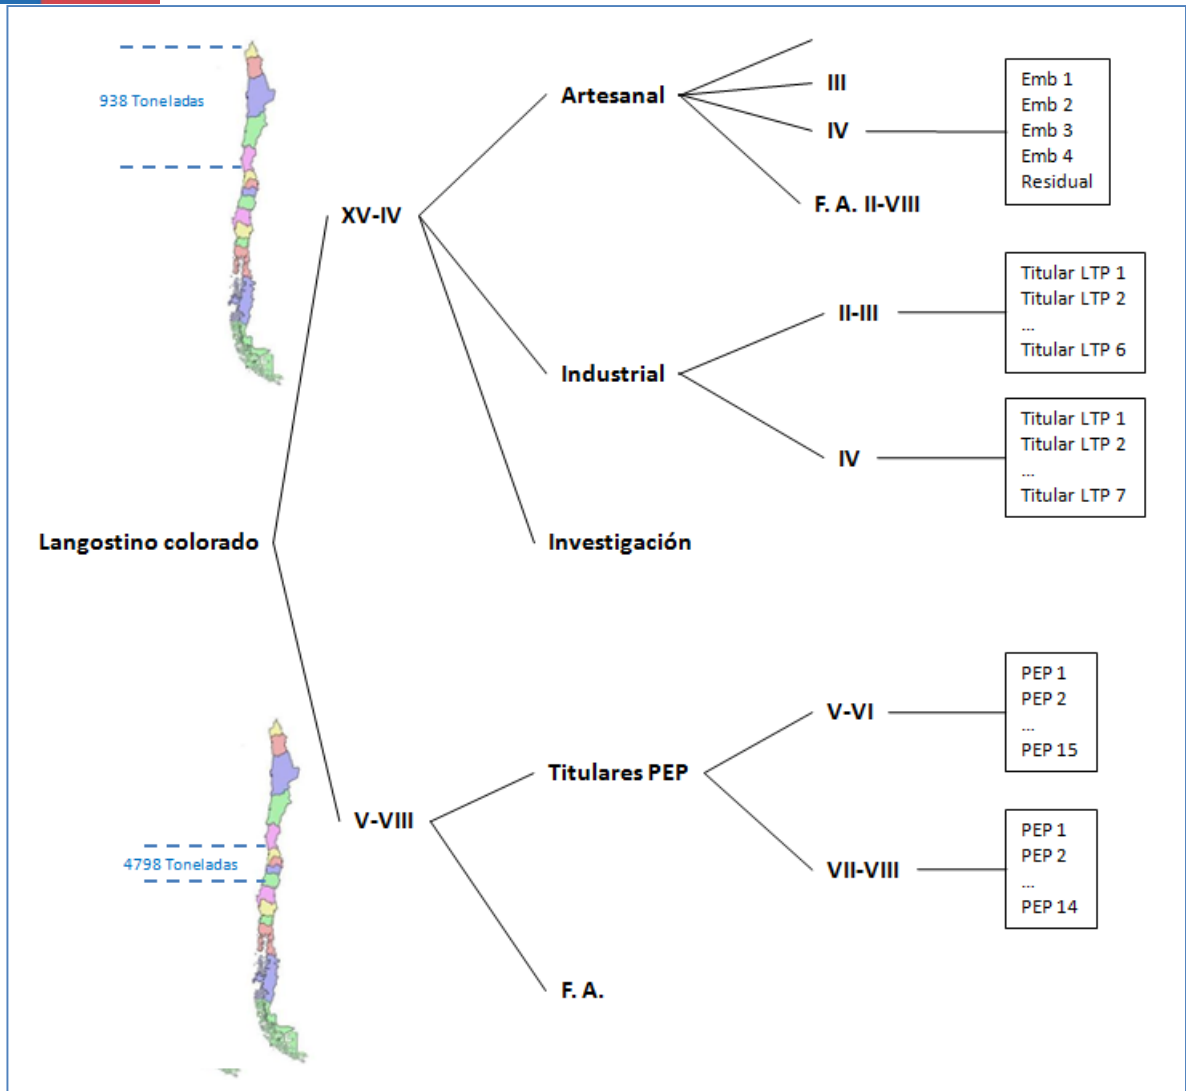 938 Toneladas
Artesanal
III
IV
F. A. II-VIII
Emb 1
Emb 2
Emb 3
Emb 4
Residual
XV-IV
Industrial
II-III
Titular LTP 1
Titular LTP 2
...
Titular LTP 6
IV
Titular LTP 1
Titular LTP 2
...
Titular LTP 7
Investigación
Langostino colorado
V-VIII
4798 Toneladas
Titulares PEP
V-VI
PEP 1
PEP 2
...
PEP 15
VII-VIII
PEP 1
PEP 2
...
PEP 14
F. A.